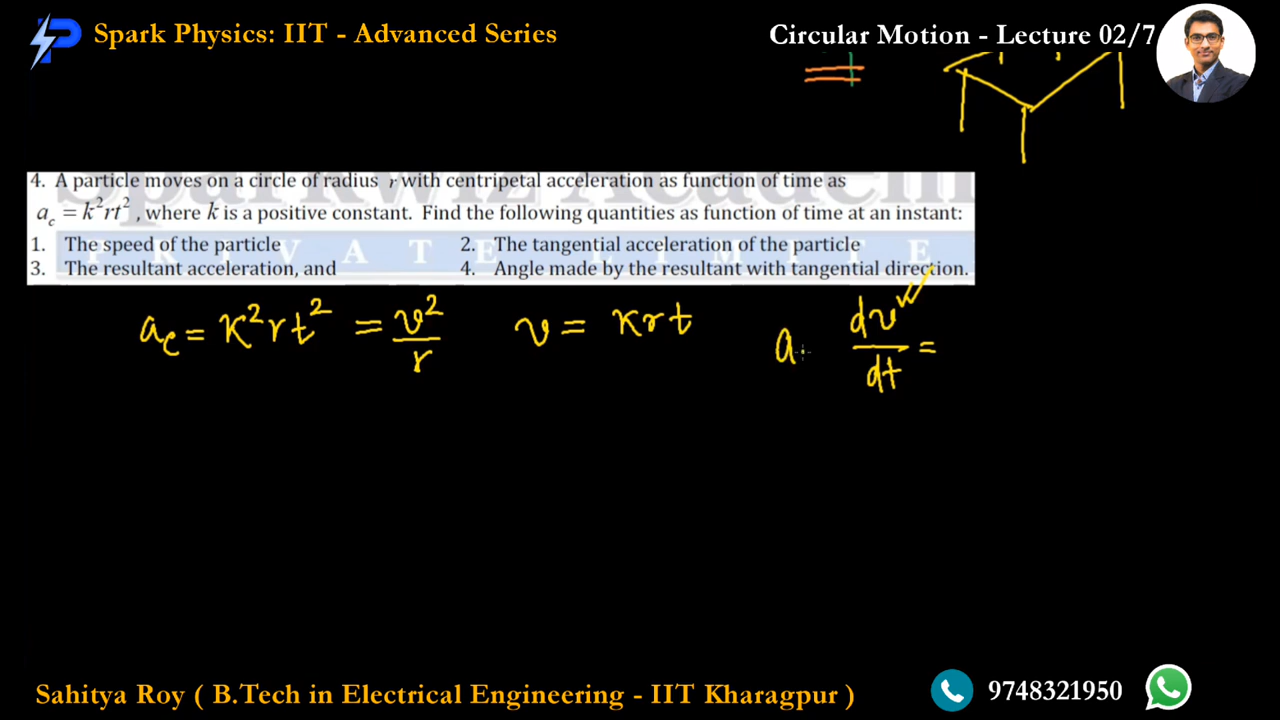 Spark Physics: IIT - Advanced Series
Circular Motion - Lecture 02/7
4. A particle moves on a circle of radius r with centripetal acceleration as function of time as
a_c = k²rt², where k is a positive constant. Find the following quantities as function of time at an instant:
1. The speed of the particle 2. The tangential acceleration of the particle
3. The resultant acceleration, and 4. Angle made by the resultant with tangential direction.
a_c = k²rt² = v²/r v = krt a dv/dt =
PRIVATE LIMITE
Sahitya Roy ( B.Tech in Electrical Engineering - IIT Kharagpur )
9748321950